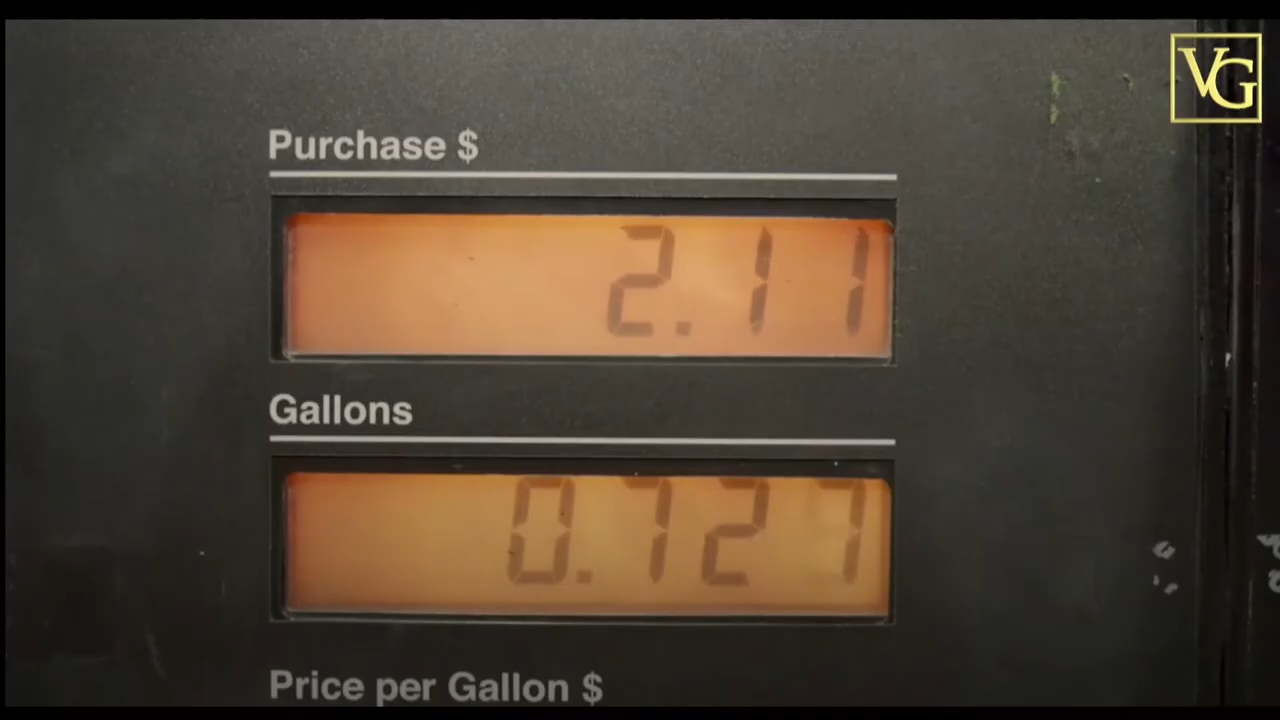 VG
Purchase $
2.11
Gallons
0.727
Price per Gallon $